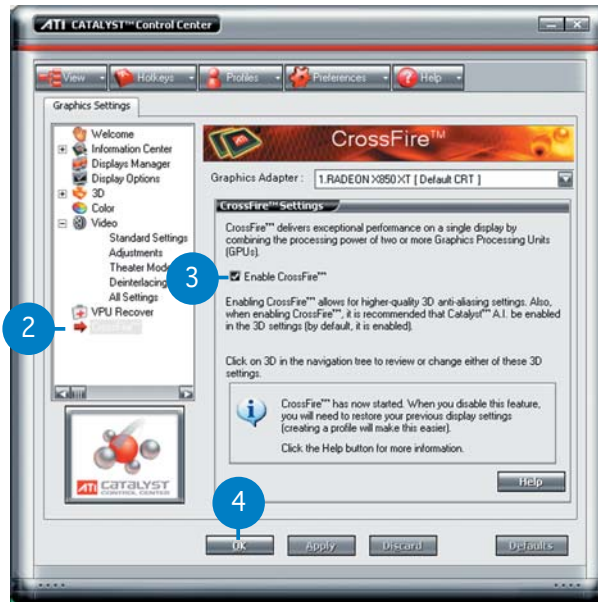 ATI CATALYST™ Control Center
View
Hotkeys
Profiles
Preferences
Help
Graphics Settings
Welcome
Information Center
Displays Manager
Display Options
3D
Color
Video
Standard Settings
Adjustments
Theater Mode
Deinterlacing
All Settings
VPU Recover
CrossFire™
2
ATI CATALYST
CONTROL CENTER
CrossFire™
Graphics Adapter :
1.RADEON X850 XT [ Default CRT ]
CrossFire™ Settings
CrossFire™ delivers exceptional performance on a single display by
combining the processing power of two or more Graphics Processing Units
(GPUs).
3
Enable CrossFire™
Enabling CrossFire™ allows for higher-quality 3D anti-aliasing settings. Also,
when enabling CrossFire™, it is recommended that Catalyst™ A.I. be enabled
in the 3D settings (by default, it is enabled).
Click on 3D in the navigation tree to review or change either of these 3D
settings.
CrossFire™ has now started. When you disable this feature,
you will need to restore your previous display settings
(creating a profile will make this easier).
Click the Help button for more information.
Help
4
OK
Apply
Discard
Defaults